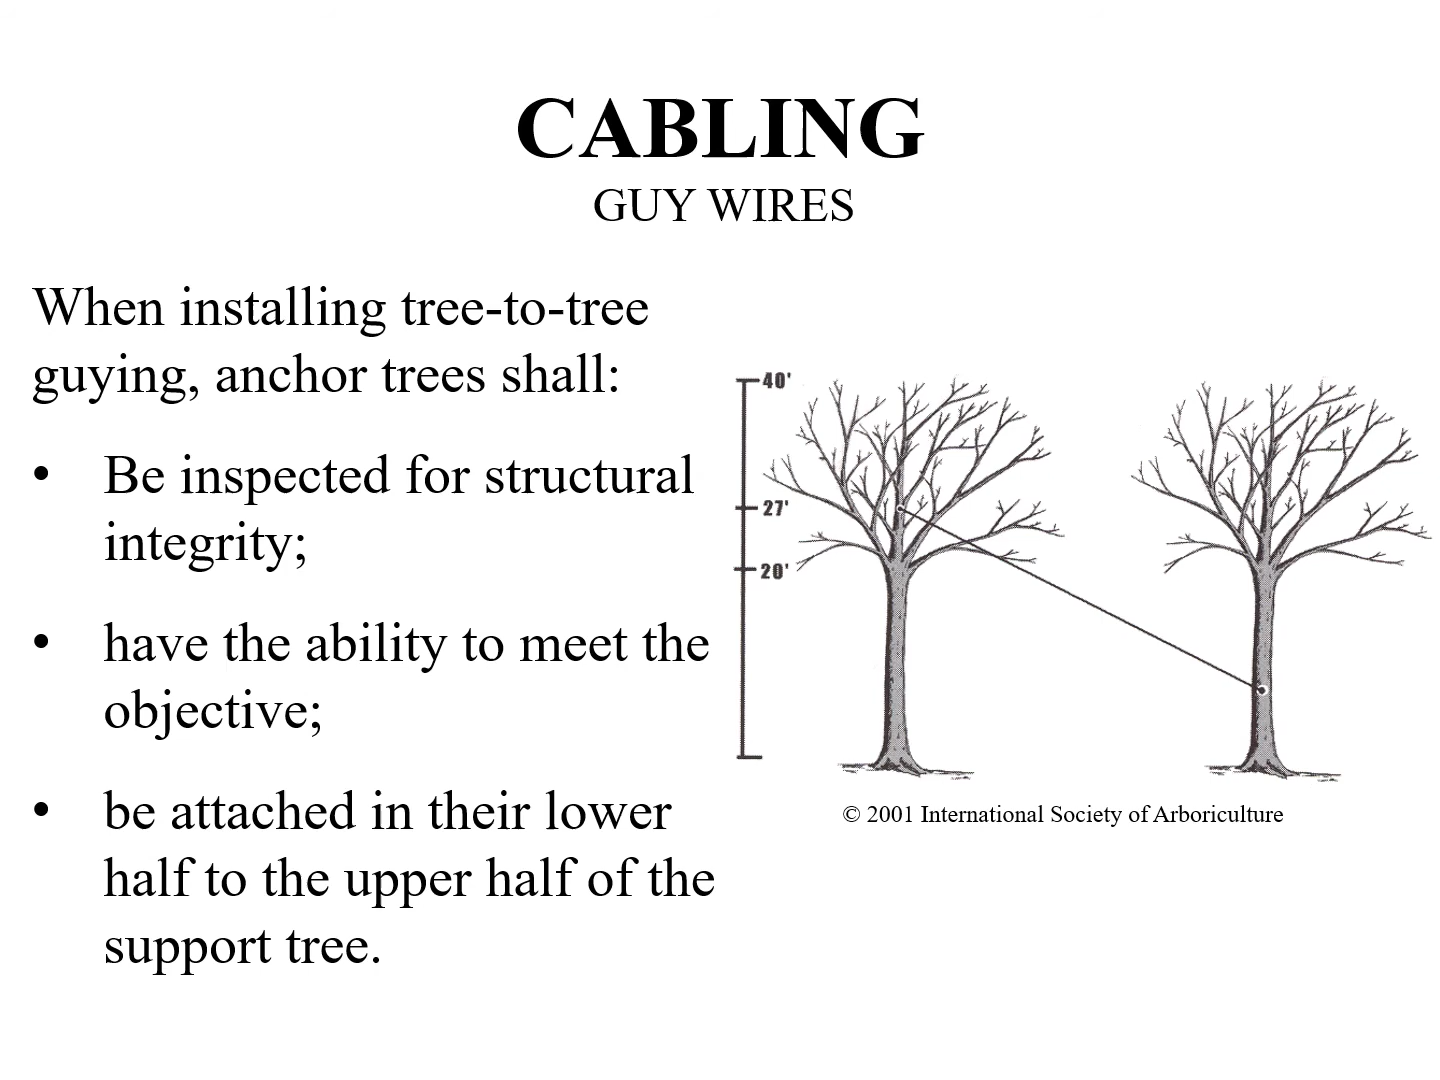 CABLING
GUY WIRES
When installing tree-to-tree
guying, anchor trees shall:
• Be inspected for structural
integrity;
• have the ability to meet the
objective;
• be attached in their lower
half to the upper half of the
support tree.
40'
27'
20'
© 2001 International Society of Arboriculture